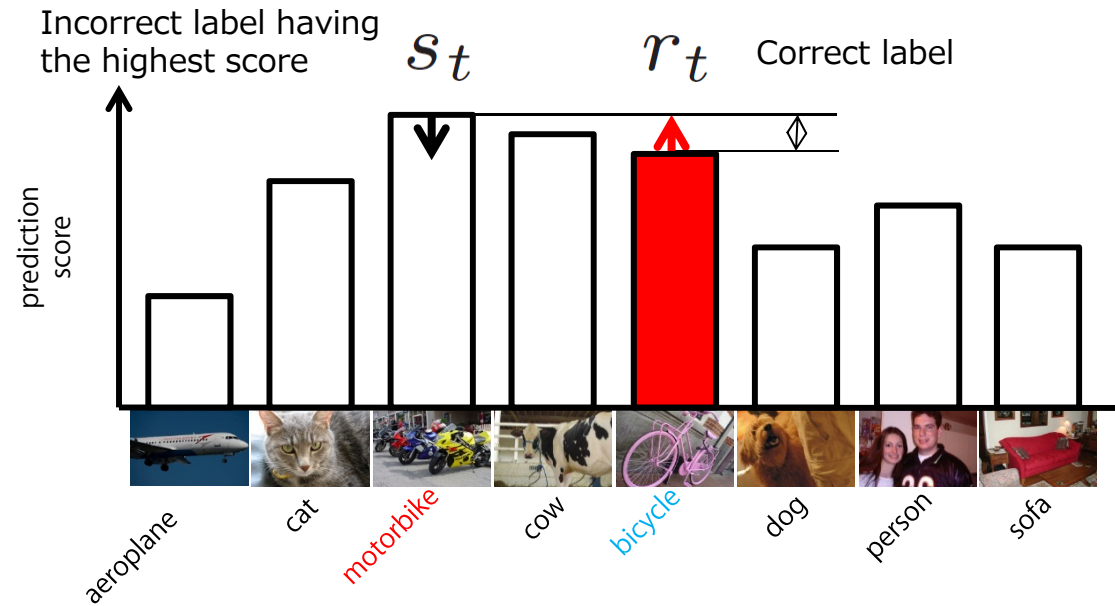 Incorrect label having
the highest score
s t
r t
Correct label
prediction
score
aeroplane
cat
motorbike
cow
bicycle
dog
person
sofa